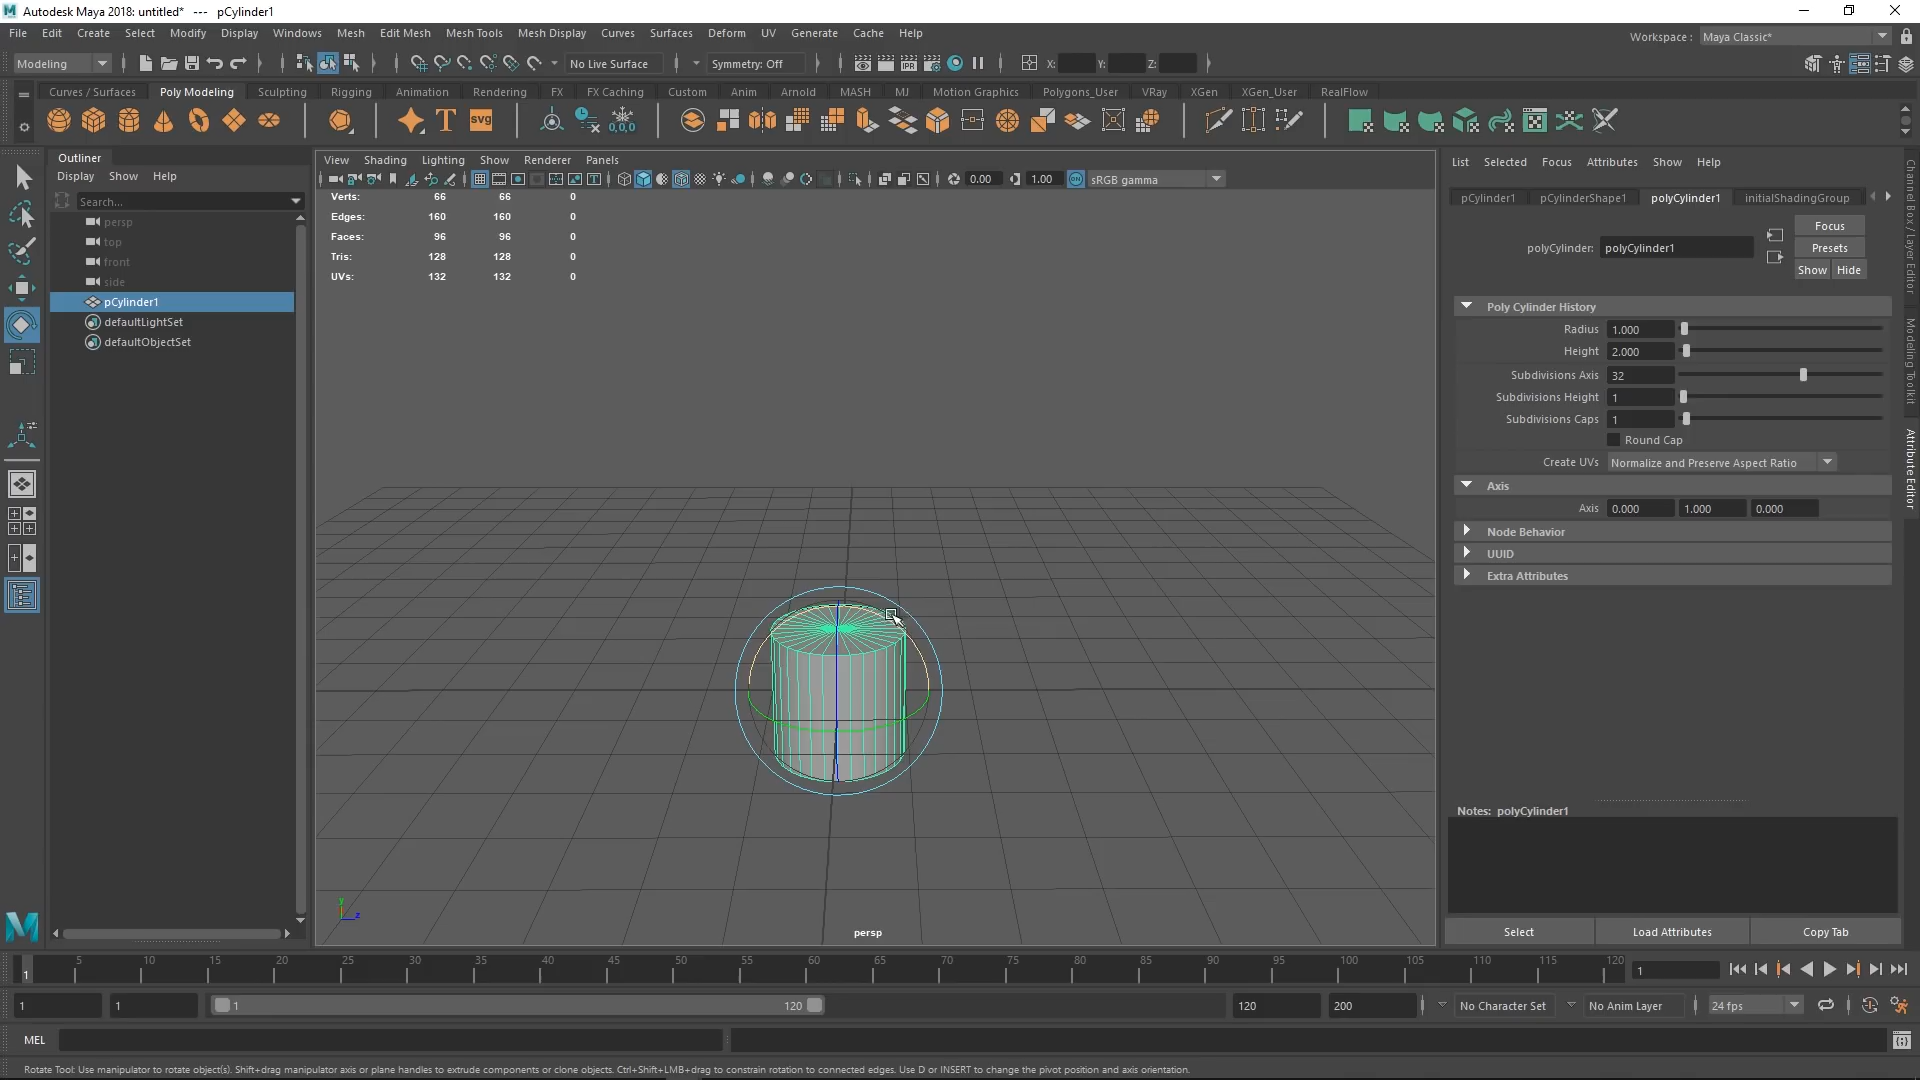 Autodesk Maya 2018: untitled* --- pCylinder1
File Edit Create Select Modify Display Windows Mesh Edit Mesh Mesh Tools Mesh Display Curves Surfaces Deform UV Generate Cache Help
Workspace : Maya Classic*
Modeling No Live Surface Symmetry: Off X: Y: Z:
Curves / Surfaces Poly Modeling Sculpting Rigging Animation Rendering FX FX Caching Custom Anim Arnold MASH MJ Motion Graphics Polygons_User VRay XGen XGen_User RealFlow
T svg 0,0,0
Outliner
Display Show Help
Search...
persp
top
front
side
pCylinder1
defaultLightSet
defaultObjectSet
View Shading Lighting Show Renderer Panels
0.00 1.00 ON sRGB gamma
Verts: 66 66 0
Edges: 160 160 0
Faces: 96 96 0
Tris: 128 128 0
UVs: 132 132 0
y
z
persp
List Selected Focus Attributes Show Help
pCylinder1 pCylinderShape1 polyCylinder1 initialShadingGroup
polyCylinder: polyCylinder1
Focus
Presets
Show Hide
Poly Cylinder History
Radius 1.000
Height 2.000
Subdivisions Axis 32
Subdivisions Height 1
Subdivisions Caps 1
Round Cap
Create UVs Normalize and Preserve Aspect Ratio
Axis
Axis 0.000 1.000 0.000
Node Behavior
UUID
Extra Attributes
Notes: polyCylinder1
Select Load Attributes Copy Tab
Channel Box / Layer Editor
Modeling Toolkit
Attribute Editor
1 5 10 15 20 25 30 35 40 45 50 55 60 65 70 75 80 85 90 95 100 105 110 115 120 1
1 1 1 120 120 200 No Character Set No Anim Layer 24 fps
MEL
Rotate Tool: Use manipulator to rotate object(s). Shift+drag manipulator axis or plane handles to extrude components or clone objects. Ctrl+Shift+LMB+drag to constrain rotation to connected edges. Use D or INSERT to change the pivot position and axis orientation.